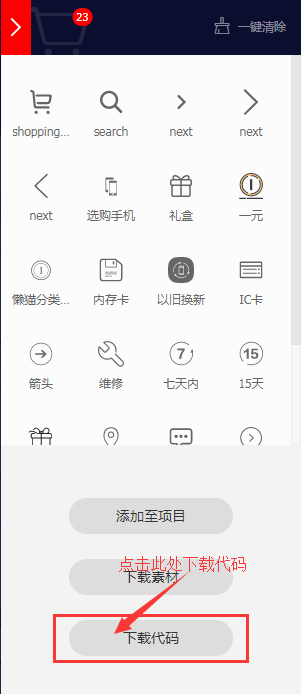 23
一键清除
shopping...
search
next
next
next
选购手机
礼盒
一元
懒猫分类...
内存卡
以旧换新
IC卡
箭头
维修
7
七天内
15
15天
添加至项目
点击此处下载代码
下载素材
下载代码